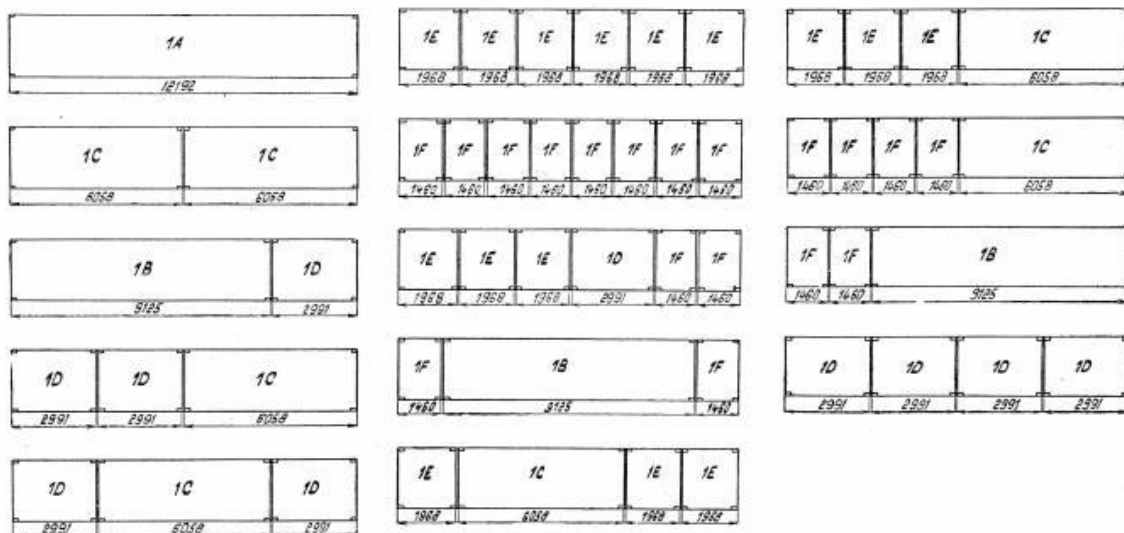 1A
12192
1C 1C
6058 6058
1B 1D
9125 2991
1D 1D 1C
2991 2991 6058
1D 1C 1D
2991 6058 2991
1E 1E 1E 1E 1E 1E
1968 1968 1968 1968 1968 1968
1F 1F 1F 1F 1F 1F 1F 1F
1460 1460 1460 1460 1460 1460 1460 1460
1E 1E 1E 1D 1F 1F
1968 1968 1968 2991 1460 1460
1F 1B 1F
1460 9125 1460
1E 1C 1E 1E
1968 6058 1968 1968
1E 1E 1E 1C
1968 1968 1968 6058
1F 1F 1F 1F 1C
1460 1460 1460 1460 6058
1F 1F 1B
1460 1460 9125
1D 1D 1D 1D
2991 2991 2991 2991